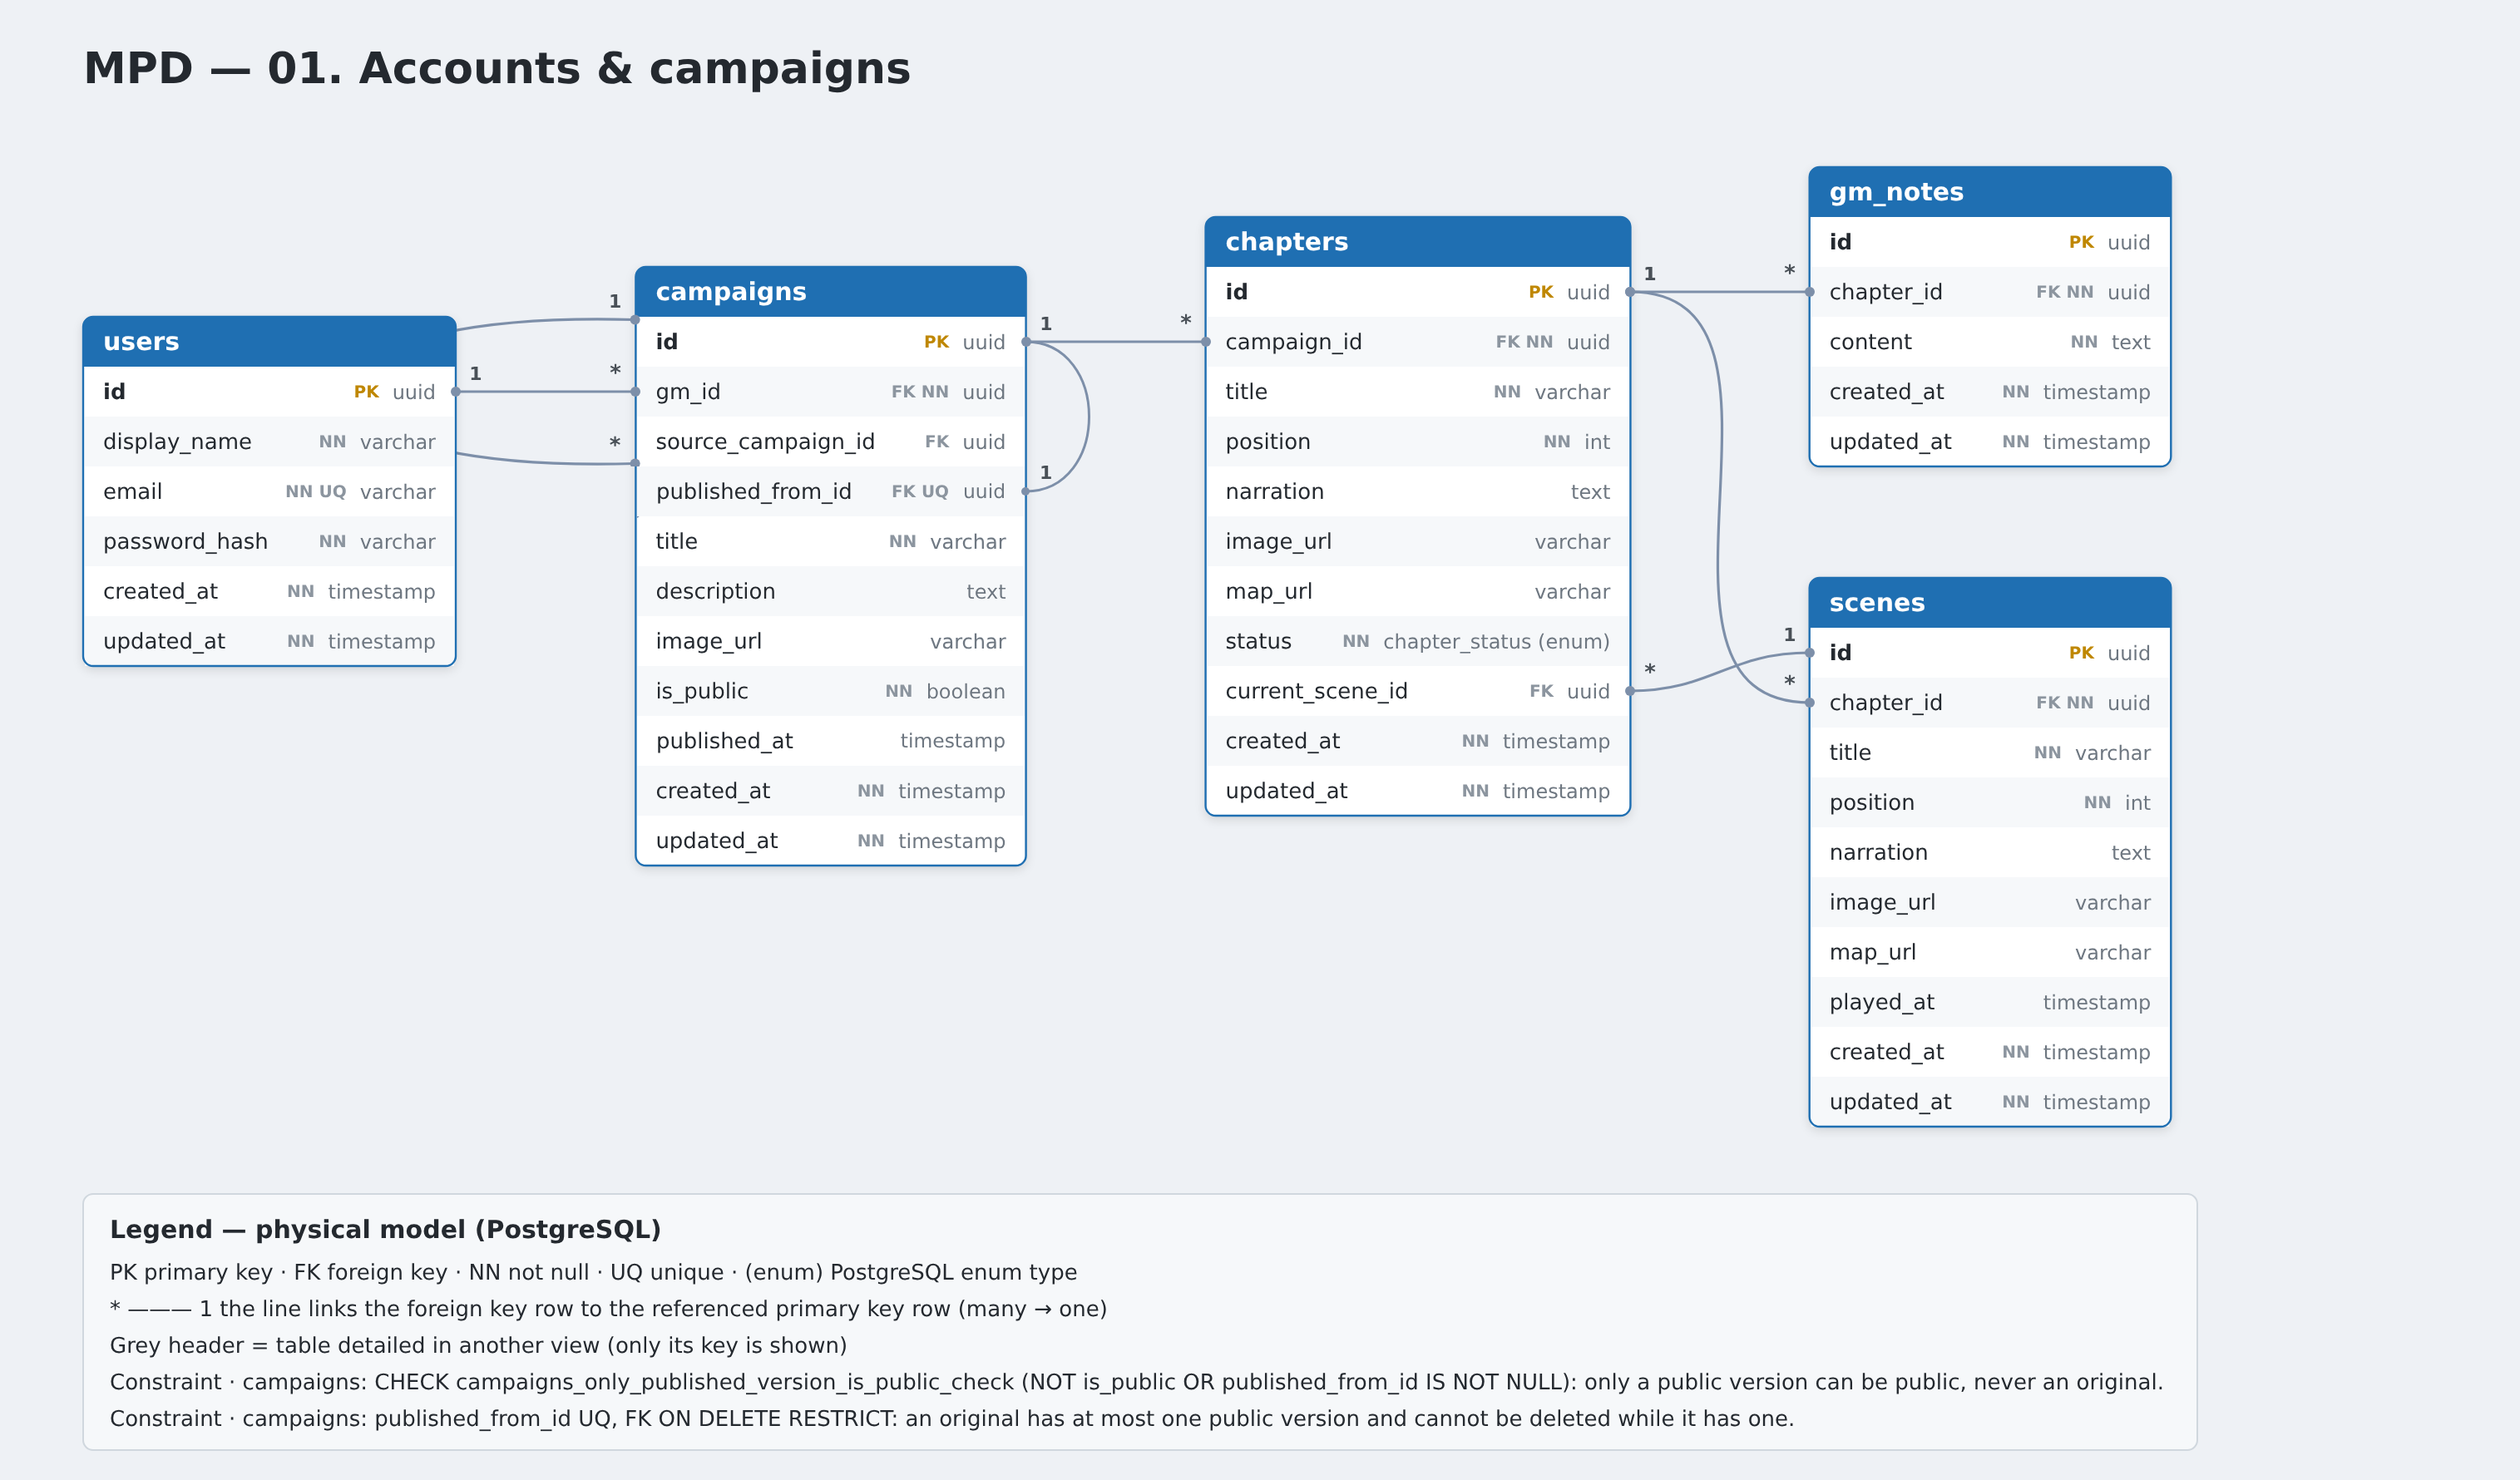 MPD — 01. Accounts & campaigns
users
id PK uuid
display_name NN varchar
email NN UQ varchar
password_hash NN varchar
created_at NN timestamp
updated_at NN timestamp
1
1
*
*
campaigns
id PK uuid
gm_id FK NN uuid
source_campaign_id FK uuid
published_from_id FK UQ uuid
title NN varchar
description text
image_url varchar
is_public NN boolean
published_at timestamp
created_at NN timestamp
updated_at NN timestamp
1
*
1
chapters
id PK uuid
campaign_id FK NN uuid
title NN varchar
position NN int
narration text
image_url varchar
map_url varchar
status NN chapter_status (enum)
current_scene_id FK uuid
created_at NN timestamp
updated_at NN timestamp
1
*
*
1
*
gm_notes
id PK uuid
chapter_id FK NN uuid
content NN text
created_at NN timestamp
updated_at NN timestamp
scenes
id PK uuid
chapter_id FK NN uuid
title NN varchar
position NN int
narration text
image_url varchar
map_url varchar
played_at timestamp
created_at NN timestamp
updated_at NN timestamp
Legend — physical model (PostgreSQL)
PK primary key · FK foreign key · NN not null · UQ unique · (enum) PostgreSQL enum type
* ——— 1 the line links the foreign key row to the referenced primary key row (many → one)
Grey header = table detailed in another view (only its key is shown)
Constraint · campaigns: CHECK campaigns_only_published_version_is_public_check (NOT is_public OR published_from_id IS NOT NULL): only a public version can be public, never an original.
Constraint · campaigns: published_from_id UQ, FK ON DELETE RESTRICT: an original has at most one public version and cannot be deleted while it has one.